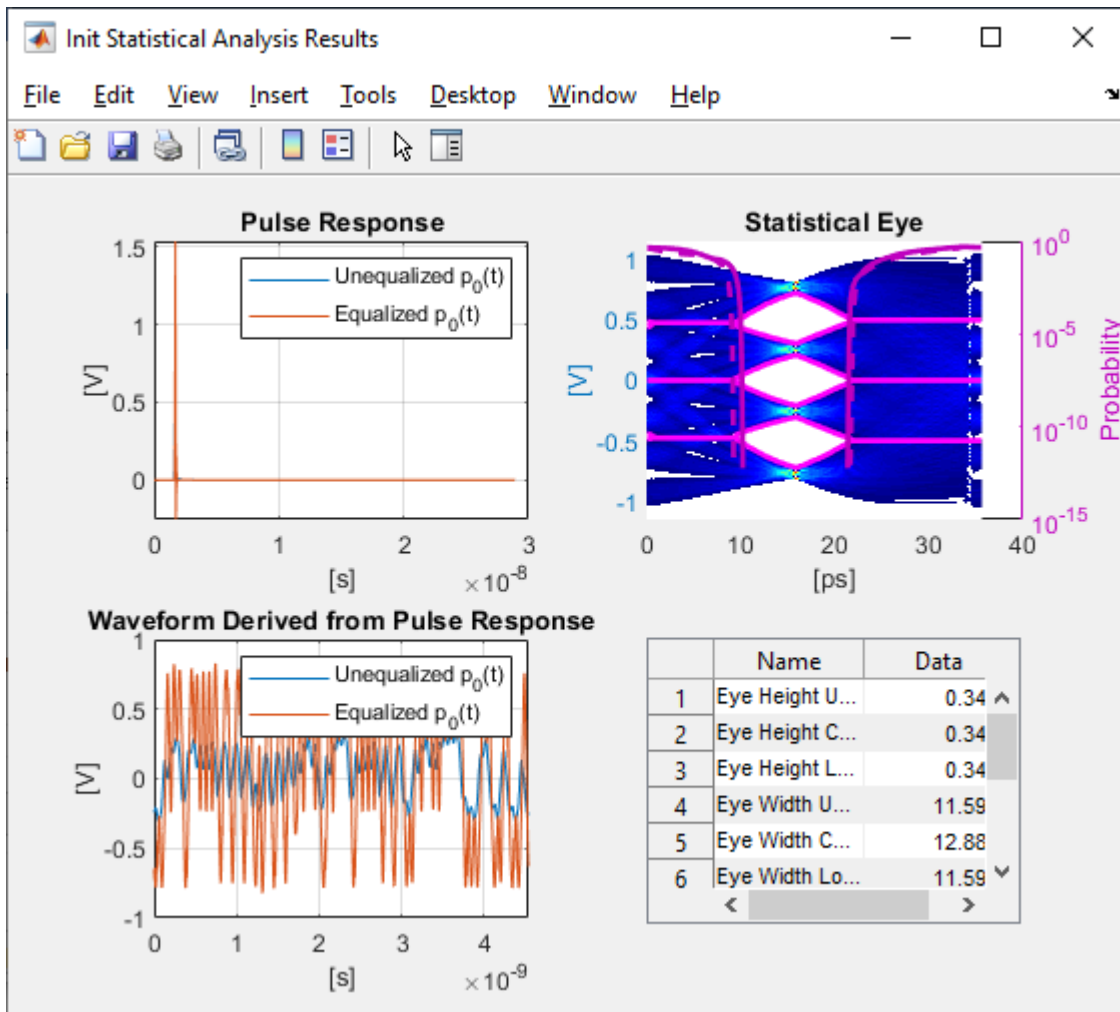 Init Statistical Analysis Results
File Edit View Insert Tools Desktop Window Help
Pulse Response
1.5
1
0.5
0
[V]
Unequalized p0(t)
Equalized p0(t)
0 1 2 3
[s]
×10-8
Statistical Eye
1
0.5
0
-0.5
-1
[V]
100
10-5
10-10
10-15
Probability
0 10 20 30 40
[ps]
Waveform Derived from Pulse Response
1
0.5
0
-0.5
-1
[V]
Unequalized p0(t)
Equalized p0(t)
0 1 2 3 4
[s]
×10-9
Name Data
1 Eye Height U... 0.34
2 Eye Height C... 0.34
3 Eye Height L... 0.34
4 Eye Width U... 11.59
5 Eye Width C... 12.88
6 Eye Width Lo... 11.59